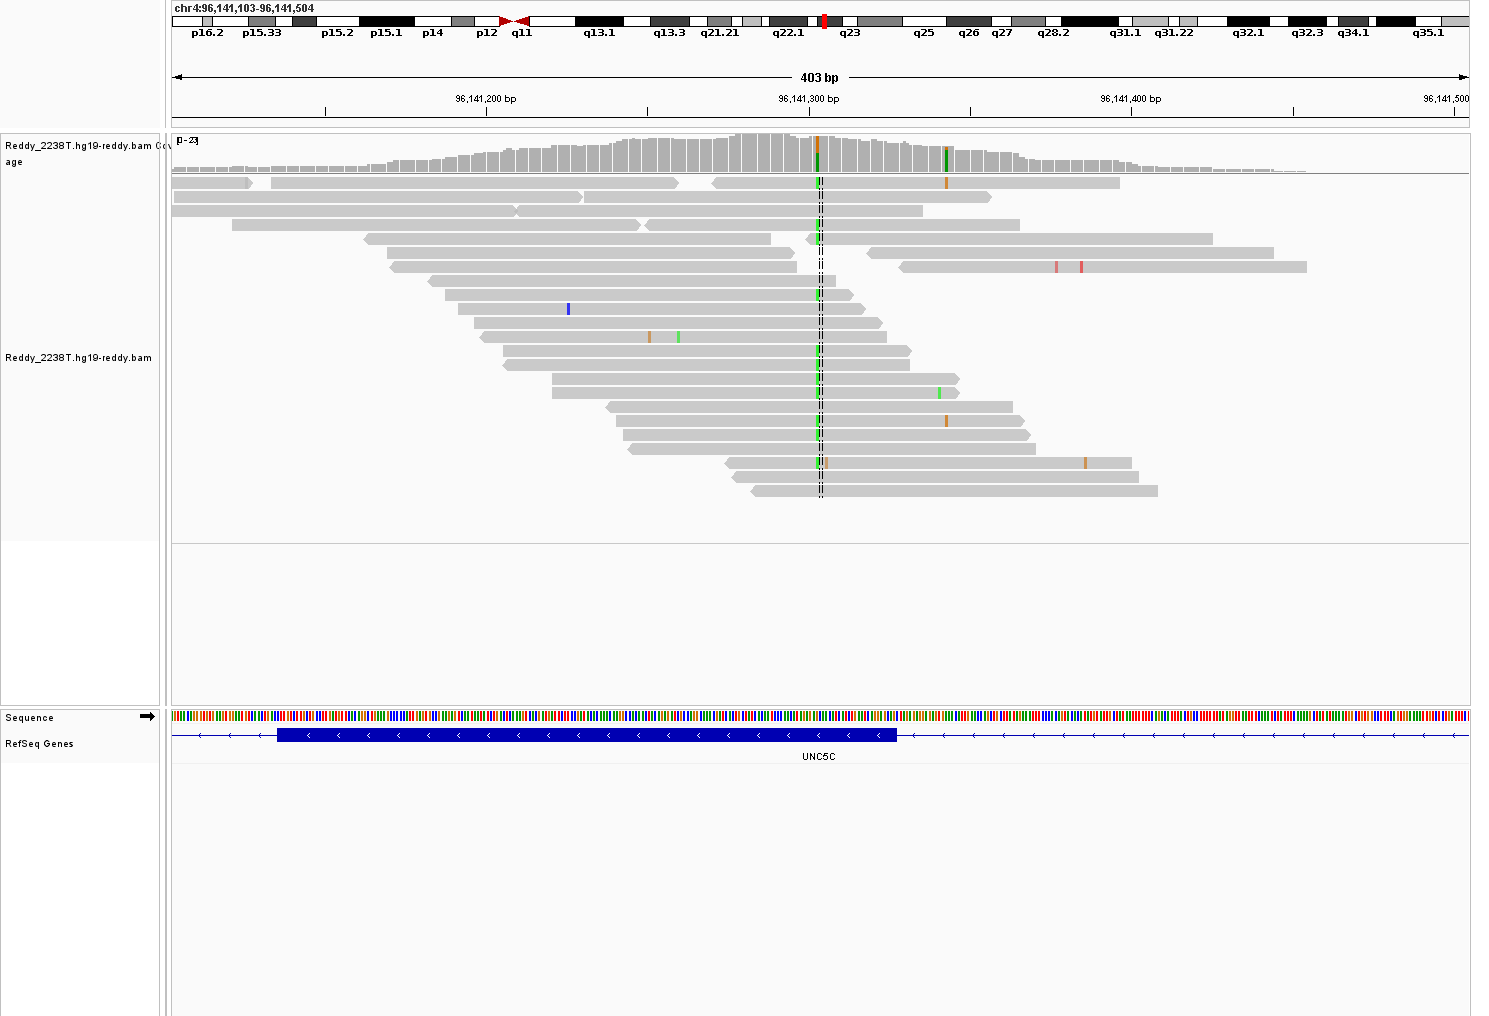 chr4:96,141,103-96,141,504
p16.2 p15.33 p15.2 p15.1 p14 p12 q11 q13.1 q13.3 q21.21 q22.1 q23 q25 q26 q27 q28.2 q31.1 q31.22 q32.1 q32.3 q34.1 q35.1
403 bp
96,141,200 bp 96,141,300 bp 96,141,400 bp 96,141,500
Reddy_2238T.hg19-reddy.bam Cov
age
[0 - 23]
Reddy_2238T.hg19-reddy.bam
Sequence
RefSeq Genes
UNC5C